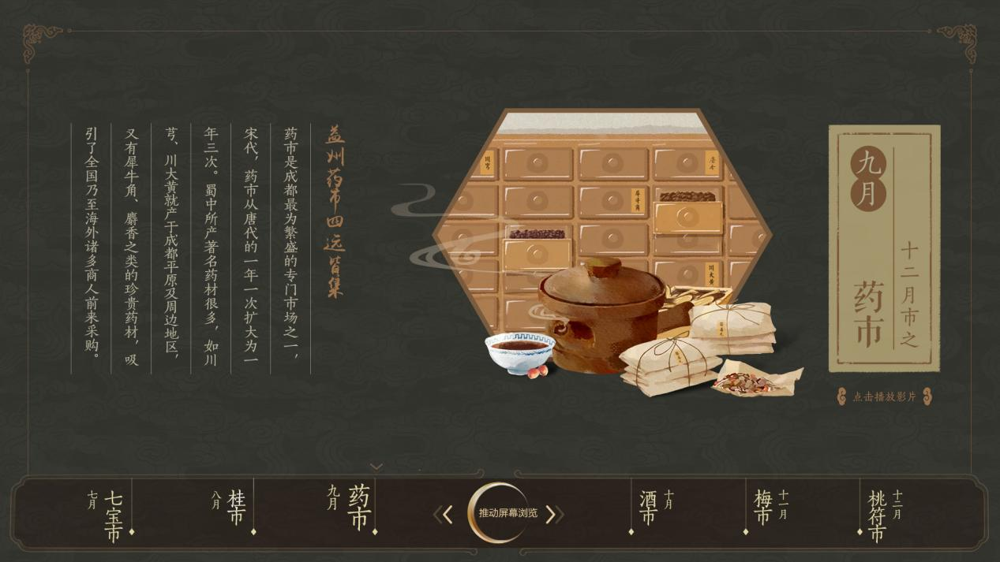 九月
十二月市之
药市
点击播放影片
益州药市四远皆集
药市是成都最为繁盛的专门市场之一，
宋代，药市从唐代的一年一次扩大为一
年三次。蜀中所产著名药材很多，如川
芎、川大黄就产于成都平原及周边地区，
又有犀牛角、麝香之类的珍贵药材，吸
引了全国乃至海外诸多商人前来采购。
川芎
犀牛角
川大黄
七月
七宝市
八月
桂市
九月
药市
推动屏幕浏览
十月
酒市
十一月
梅市
十二月
桃符市